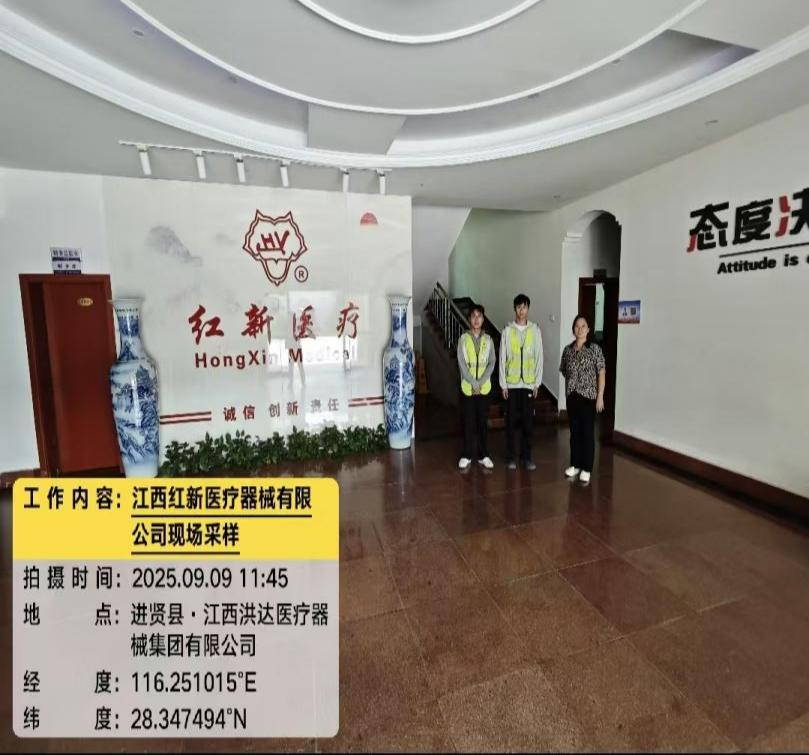 态度决
Attitude is
HV
®
红新医疗
HongXin Medical
诚信 创新 责任
工作内容：江西红新医疗器械有限
公司现场采样
拍摄时间：2025.09.09 11:45
地点：进贤县·江西洪达医疗器
械集团有限公司
经度：116.251015°E
纬度：28.347494°N